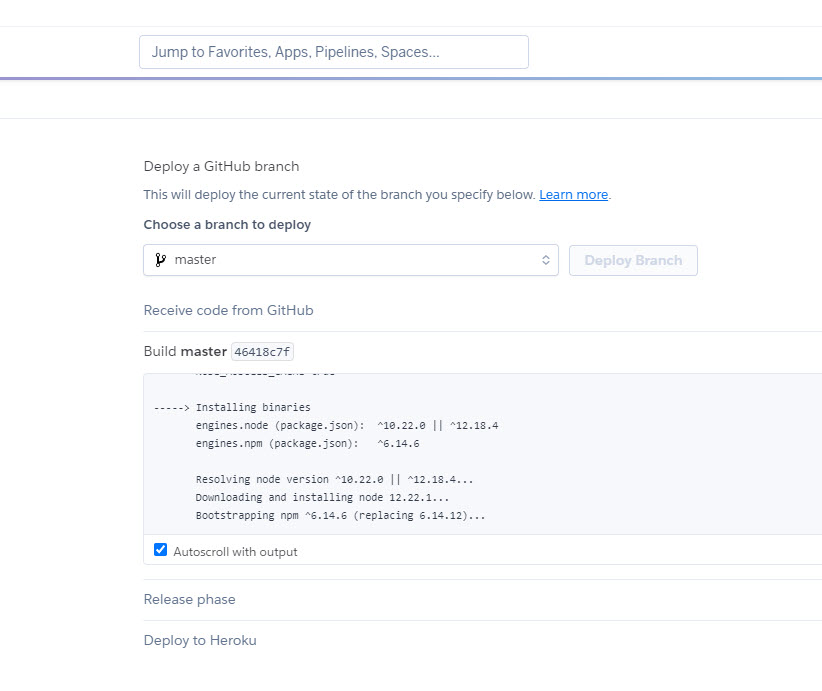 Jump to Favorites, Apps, Pipelines, Spaces...
Deploy a GitHub branch
This will deploy the current state of the branch you specify below. Learn more.
Choose a branch to deploy
master
Deploy Branch
Receive code from GitHub
Build master 46418c7f
-----> Installing binaries
engines.node (package.json):  ^10.22.0 || ^12.18.4
engines.npm (package.json):   ^6.14.6
Resolving node version ^10.22.0 || ^12.18.4...
Downloading and installing node 12.22.1...
Bootstrapping npm ^6.14.6 (replacing 6.14.12)...
Autoscroll with output
Release phase
Deploy to Heroku